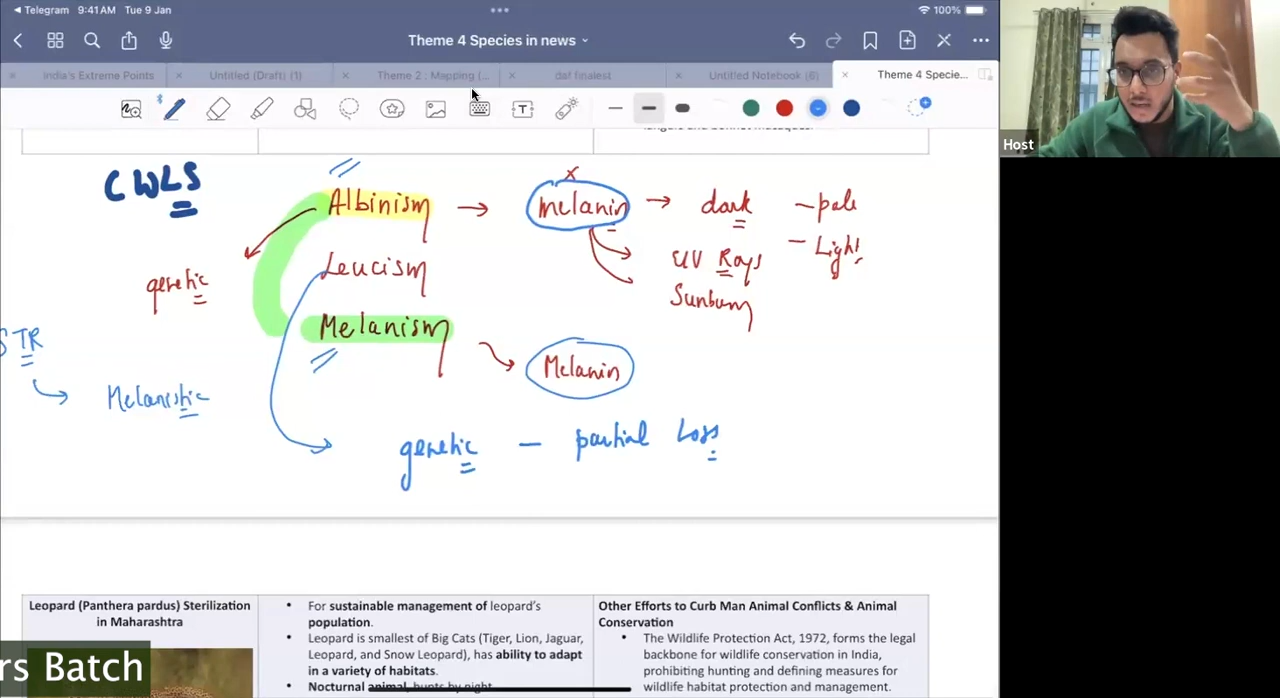 Telegram 9:41 AM Tue 9 Jan
100%
Theme 4 Species in news
India's Extreme Points
Untitled (Draft) (1)
Theme 2 : Mapping (...
daf finalest
Untitled Notebook (6)
Theme 4 Specie...
Host
CWLS
Albinism → melanin → dark - pale
x
- Light
genetic
Leucism
UV Rays
Sunburn
STR
Melanism
Melanin
Melanistic
genetic - partial Loss
Leopard (Panthera pardus) Sterilization
in Maharashtra
• For sustainable management of leopard's
population.
• Leopard is smallest of Big Cats (Tiger, Lion, Jaguar,
Leopard, and Snow Leopard), has ability to adapt
in a variety of habitats.
• Nocturnal animal, hunts by night.
Other Efforts to Curb Man Animal Conflicts & Animal
Conservation
• The Wildlife Protection Act, 1972, forms the legal
backbone for wildlife conservation in India,
prohibiting hunting and defining measures for
wildlife habitat protection and management.
rs Batch